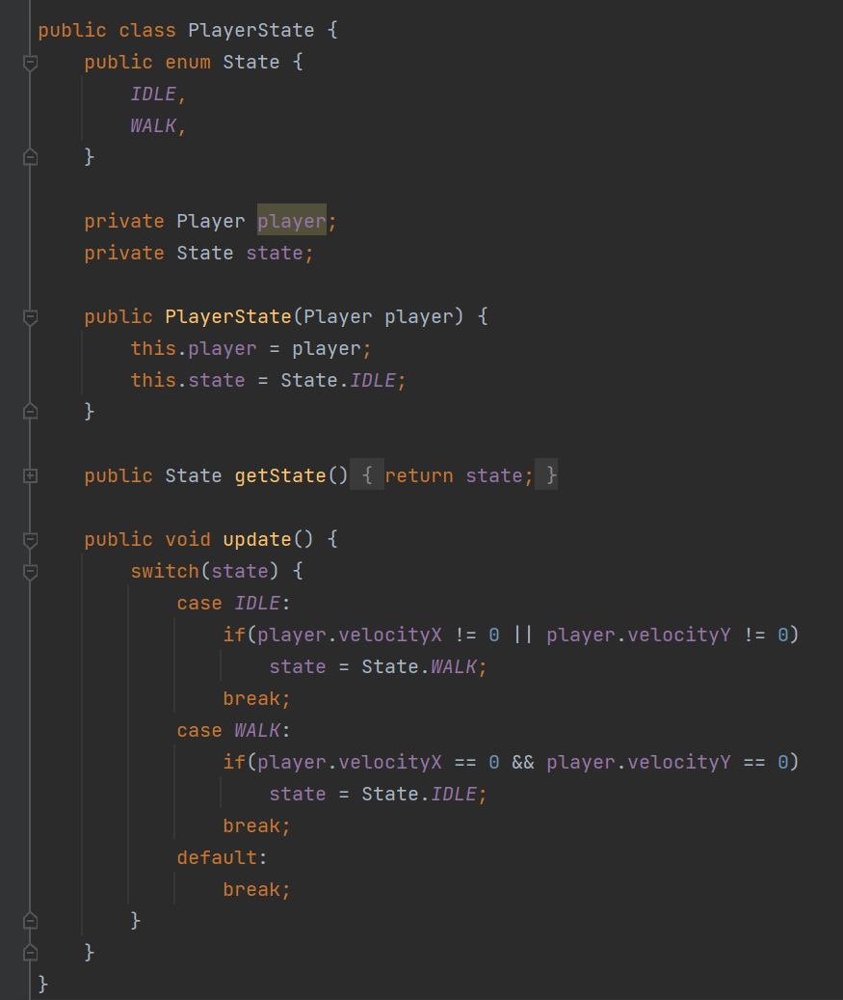 public class PlayerState {
    public enum State {
        IDLE,
        WALK,
    }
    private Player player;
    private State state;
    public PlayerState(Player player) {
        this.player = player;
        this.state = State.IDLE;
    }
    public State getState() { return state; }
    public void update() {
        switch(state) {
            case IDLE:
                if(player.velocityX != 0 || player.velocityY != 0)
                    state = State.WALK;
                break;
            case WALK:
                if(player.velocityX == 0 && player.velocityY == 0)
                    state = State.IDLE;
                break;
            default:
                break;
        }
    }
}